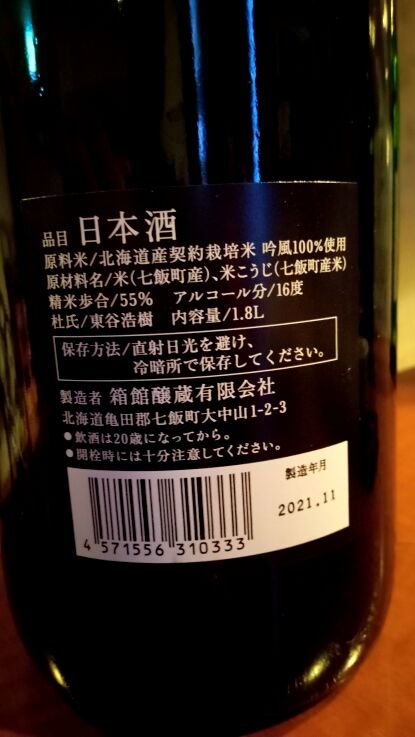 品目 日本酒
原料米/北海道産契約栽培米 吟風100%使用
原材料名/米(七飯町産)、米こうじ(七飯町産米)
精米歩合/55% アルコール分/16度
杜氏/東谷浩樹 内容量/1.8L
保存方法/直射日光を避け、
冷暗所で保存してください。
製造者 箱館醸蔵有限会社
北海道亀田郡七飯町大中山1-2-3
●飲酒は20歳になってから。
●開栓時には十分注意してください。
製造年月
2021.11
4 571556 310333